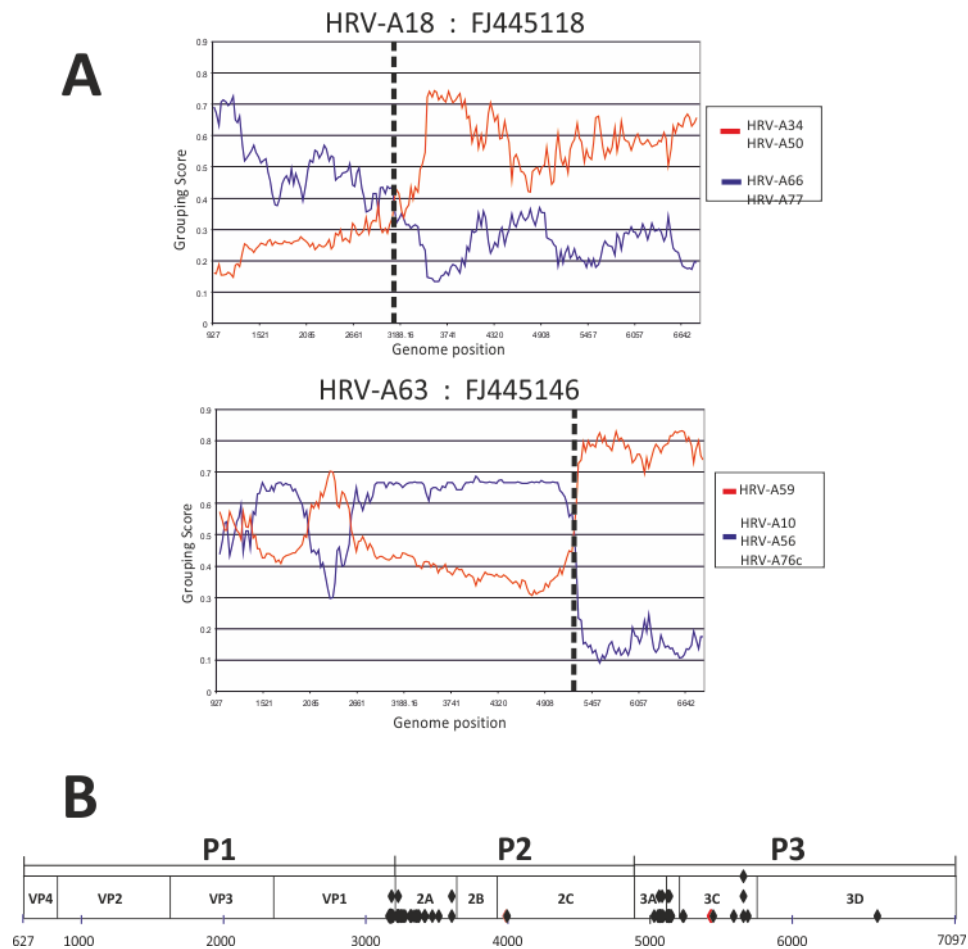 A
HRV-A18 : FJ445118
Grouping Score
0.9
0.8
0.7
0.6
0.5
0.4
0.3
0.2
0.1
0
927 1521 2085 2661 3188.16 3741 4320 4908 5457 6057 6642
Genome position
HRV-A34
HRV-A50
HRV-A66
HRV-A77
HRV-A63 : FJ445146
Grouping Score
0.9
0.8
0.7
0.6
0.5
0.4
0.3
0.2
0.1
0
927 1521 2085 2661 3188.16 3741 4320 4908 5457 6057 6642
Genome position
HRV-A59
HRV-A10
HRV-A56
HRV-A76c
B
P1 P2 P3
VP4 VP2 VP3 VP1 2A 2B 2C 3A 3C 3D
627 1000 2000 3000 4000 5000 6000 7097